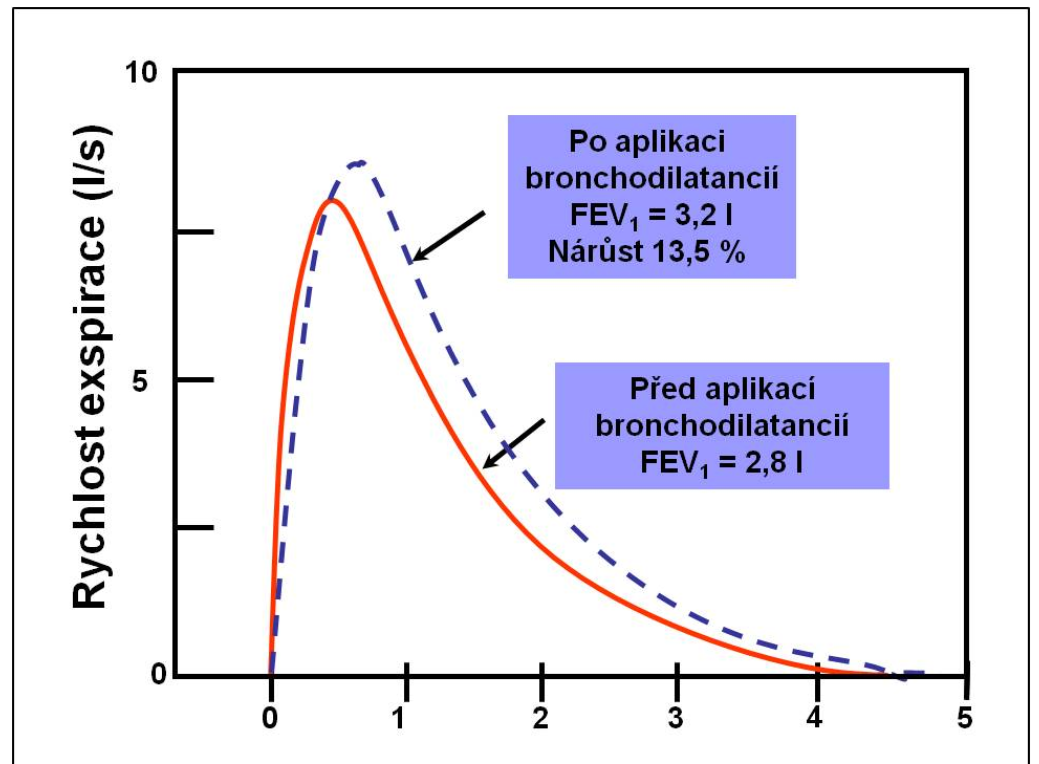 10
5
0
Rychlost exspirace (l/s)
Po aplikaci
bronchodilatancií
FEV₁ = 3,2 l
Nárůst 13,5 %
Před aplikací
bronchodilatancií
FEV₁ = 2,8 l
0 1 2 3 4 5